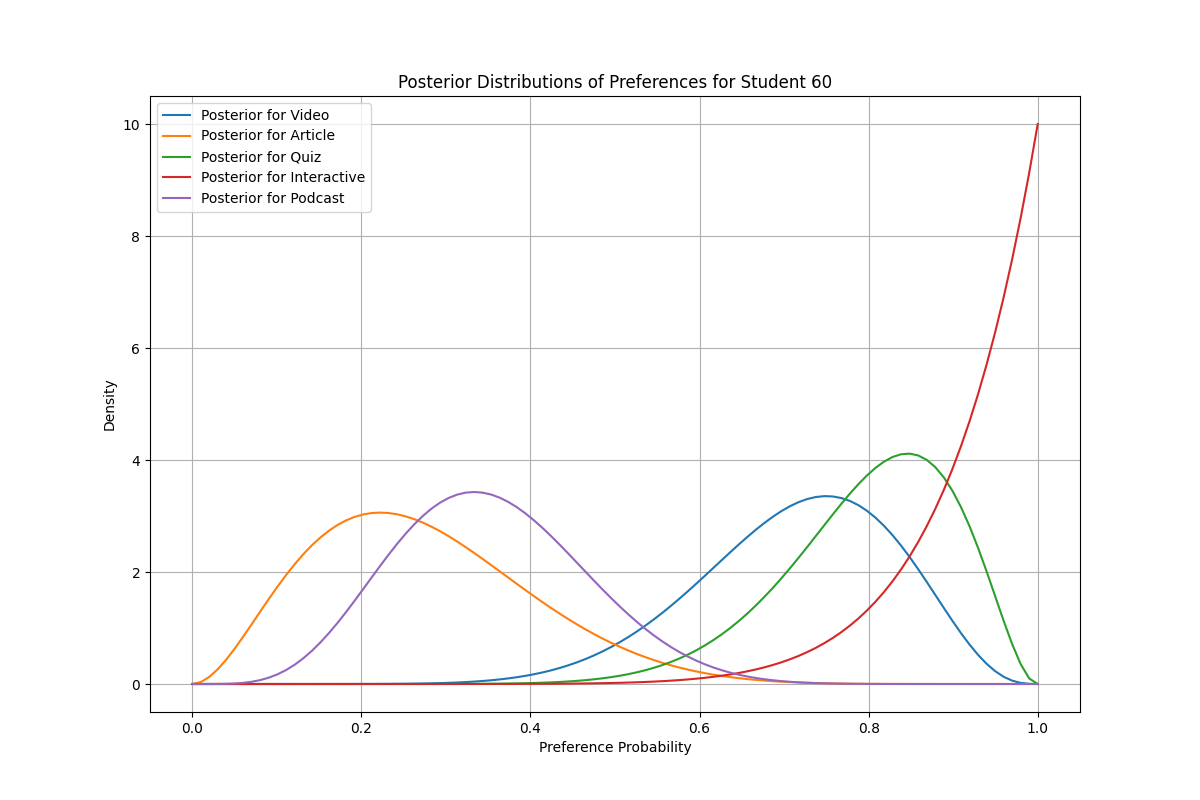 Posterior Distributions of Preferences for Student 60
Posterior for Video
Posterior for Article
Posterior for Quiz
Posterior for Interactive
Posterior for Podcast
10
8
6
4
2
0
Density
0.0 0.2 0.4 0.6 0.8 1.0
Preference Probability